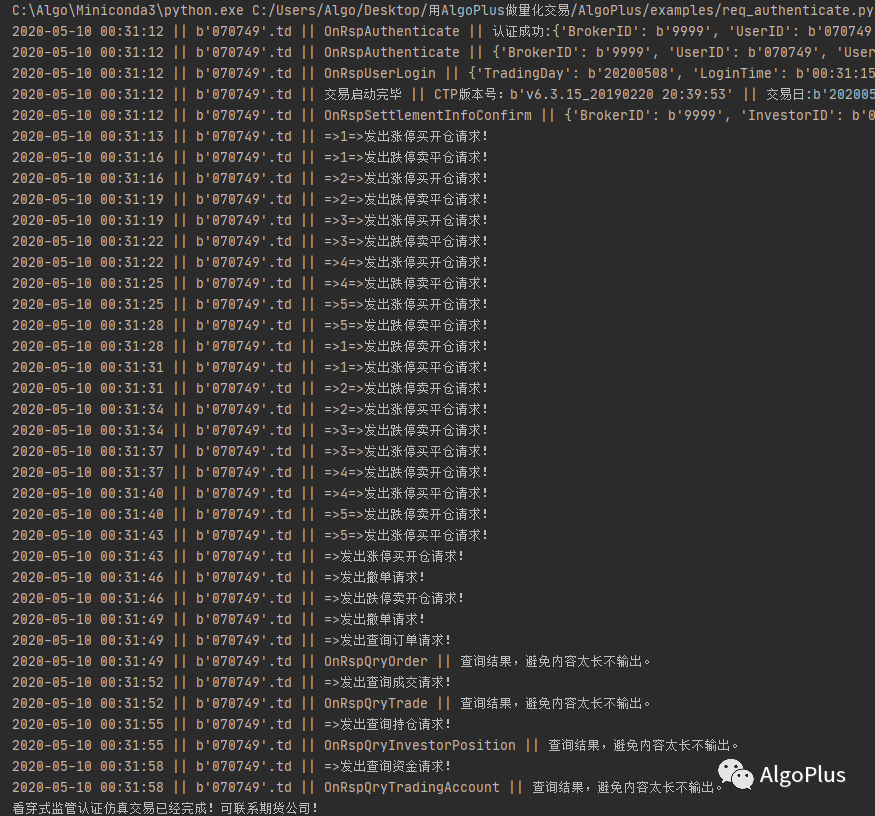 C:\Algo\Miniconda3\python.exe C:/Users/Algo/Desktop/用AlgoPlus做量化交易/AlgoPlus/examples/req_authenticate.py
2020-05-10 00:31:12 || b'070749'.td || OnRspAuthenticate || 认证成功:{'BrokerID': b'9999', 'UserID': b'070749
2020-05-10 00:31:12 || b'070749'.td || OnRspAuthenticate || {'BrokerID': b'9999', 'UserID': b'070749', 'User
2020-05-10 00:31:12 || b'070749'.td || OnRspUserLogin || {'TradingDay': b'20200508', 'LoginTime': b'00:31:15
2020-05-10 00:31:12 || b'070749'.td || 交易启动完毕 || CTP版本号：b'v6.3.15_20190220 20:39:53' || 交易日:b'202005
2020-05-10 00:31:12 || b'070749'.td || OnRspSettlementInfoConfirm || {'BrokerID': b'9999', 'InvestorID': b'0
2020-05-10 00:31:13 || b'070749'.td || =>1=>发出涨停买开仓请求!
2020-05-10 00:31:16 || b'070749'.td || =>1=>发出跌停卖平仓请求!
2020-05-10 00:31:16 || b'070749'.td || =>2=>发出涨停买开仓请求!
2020-05-10 00:31:19 || b'070749'.td || =>2=>发出跌停卖平仓请求!
2020-05-10 00:31:19 || b'070749'.td || =>3=>发出涨停买开仓请求!
2020-05-10 00:31:22 || b'070749'.td || =>3=>发出跌停卖平仓请求!
2020-05-10 00:31:22 || b'070749'.td || =>4=>发出涨停买开仓请求!
2020-05-10 00:31:25 || b'070749'.td || =>4=>发出跌停卖平仓请求!
2020-05-10 00:31:25 || b'070749'.td || =>5=>发出涨停买开仓请求!
2020-05-10 00:31:28 || b'070749'.td || =>5=>发出跌停卖平仓请求!
2020-05-10 00:31:28 || b'070749'.td || =>1=>发出跌停卖开仓请求!
2020-05-10 00:31:31 || b'070749'.td || =>1=>发出涨停买平仓请求!
2020-05-10 00:31:31 || b'070749'.td || =>2=>发出跌停卖开仓请求!
2020-05-10 00:31:34 || b'070749'.td || =>2=>发出涨停买平仓请求!
2020-05-10 00:31:34 || b'070749'.td || =>3=>发出跌停卖开仓请求!
2020-05-10 00:31:37 || b'070749'.td || =>3=>发出涨停买平仓请求!
2020-05-10 00:31:37 || b'070749'.td || =>4=>发出跌停卖开仓请求!
2020-05-10 00:31:40 || b'070749'.td || =>4=>发出涨停买平仓请求!
2020-05-10 00:31:40 || b'070749'.td || =>5=>发出跌停卖开仓请求!
2020-05-10 00:31:43 || b'070749'.td || =>5=>发出涨停买平仓请求!
2020-05-10 00:31:43 || b'070749'.td || =>发出涨停买开仓请求!
2020-05-10 00:31:46 || b'070749'.td || =>发出撤单请求!
2020-05-10 00:31:46 || b'070749'.td || =>发出跌停卖开仓请求!
2020-05-10 00:31:49 || b'070749'.td || =>发出撤单请求!
2020-05-10 00:31:49 || b'070749'.td || =>发出查询订单请求!
2020-05-10 00:31:49 || b'070749'.td || OnRspQryOrder || 查询结果，避免内容太长不输出。
2020-05-10 00:31:52 || b'070749'.td || =>发出查询成交请求!
2020-05-10 00:31:52 || b'070749'.td || OnRspQryTrade || 查询结果，避免内容太长不输出。
2020-05-10 00:31:55 || b'070749'.td || =>发出查询持仓请求!
2020-05-10 00:31:55 || b'070749'.td || OnRspQryInvestorPosition || 查询结果，避免内容太长不输出。
2020-05-10 00:31:58 || b'070749'.td || =>发出查询资金请求!
2020-05-10 00:31:58 || b'070749'.td || OnRspQryTradingAccount || 查询结果，避免内容太长不输出。
AlgoPlus
看穿式监管认证仿真交易已经完成！可联系期货公司！